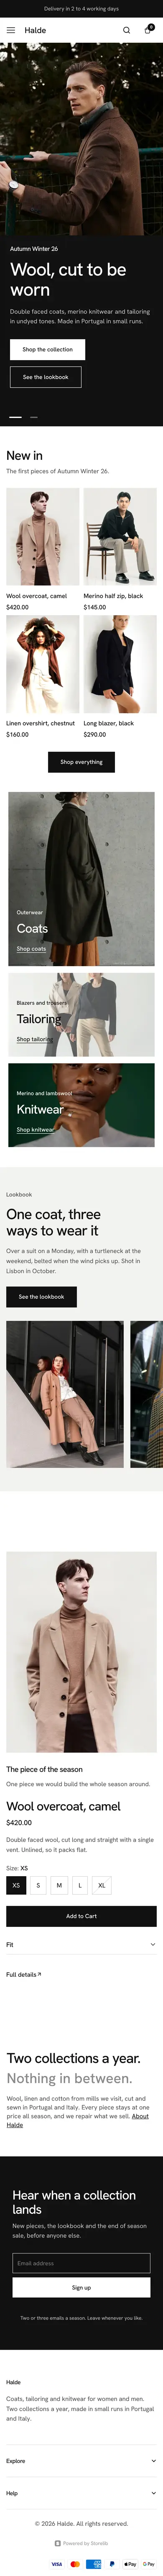 Delivery in 2 to 4 working days
Halde
0
Autumn Winter 26
Wool, cut to be
worn
Double faced coats, merino knitwear and tailoring
in undyed tones. Made in Portugal in small runs.
Shop the collection
See the lookbook
New in
The first pieces of Autumn Winter 26.
Wool overcoat, camel
$420.00
Merino half zip, black
$145.00
Linen overshirt, chestnut
$160.00
Long blazer, black
$290.00
Shop everything
Outerwear
Coats
Shop coats
Blazers and trousers
Tailoring
Shop tailoring
Merino and lambswool
Knitwear
Shop knitwear
Lookbook
One coat, three
ways to wear it
Over a suit on a Monday, with a turtleneck at the
weekend, belted when the wind picks up. Shot in
Lisbon in October.
See the lookbook
The piece of the season
One piece we would build the whole season around.
Wool overcoat, camel
$420.00
Double faced wool, cut long and straight with a single
vent. Unlined, so it packs flat.
Size: XS
XS
S
M
L
XL
Add to Cart
Fit
Full details
Two collections a year.
Nothing in between.
Wool, linen and cotton from mills we visit, cut and
sewn in Portugal and Italy. Every piece stays at one
price all season, and we repair what we sell. About
Halde
Hear when a collection
lands
New pieces, the lookbook and the end of season
sale, before anyone else.
Email address
Sign up
Two or three emails a season. Leave whenever you like.
Halde
Coats, tailoring and knitwear for women and men.
Two collections a year, made in small runs in Portugal
and Italy.
Explore
Help
© 2026 Halde. All rights reserved.
Powered by Storekis
VISA
Pay
G Pay